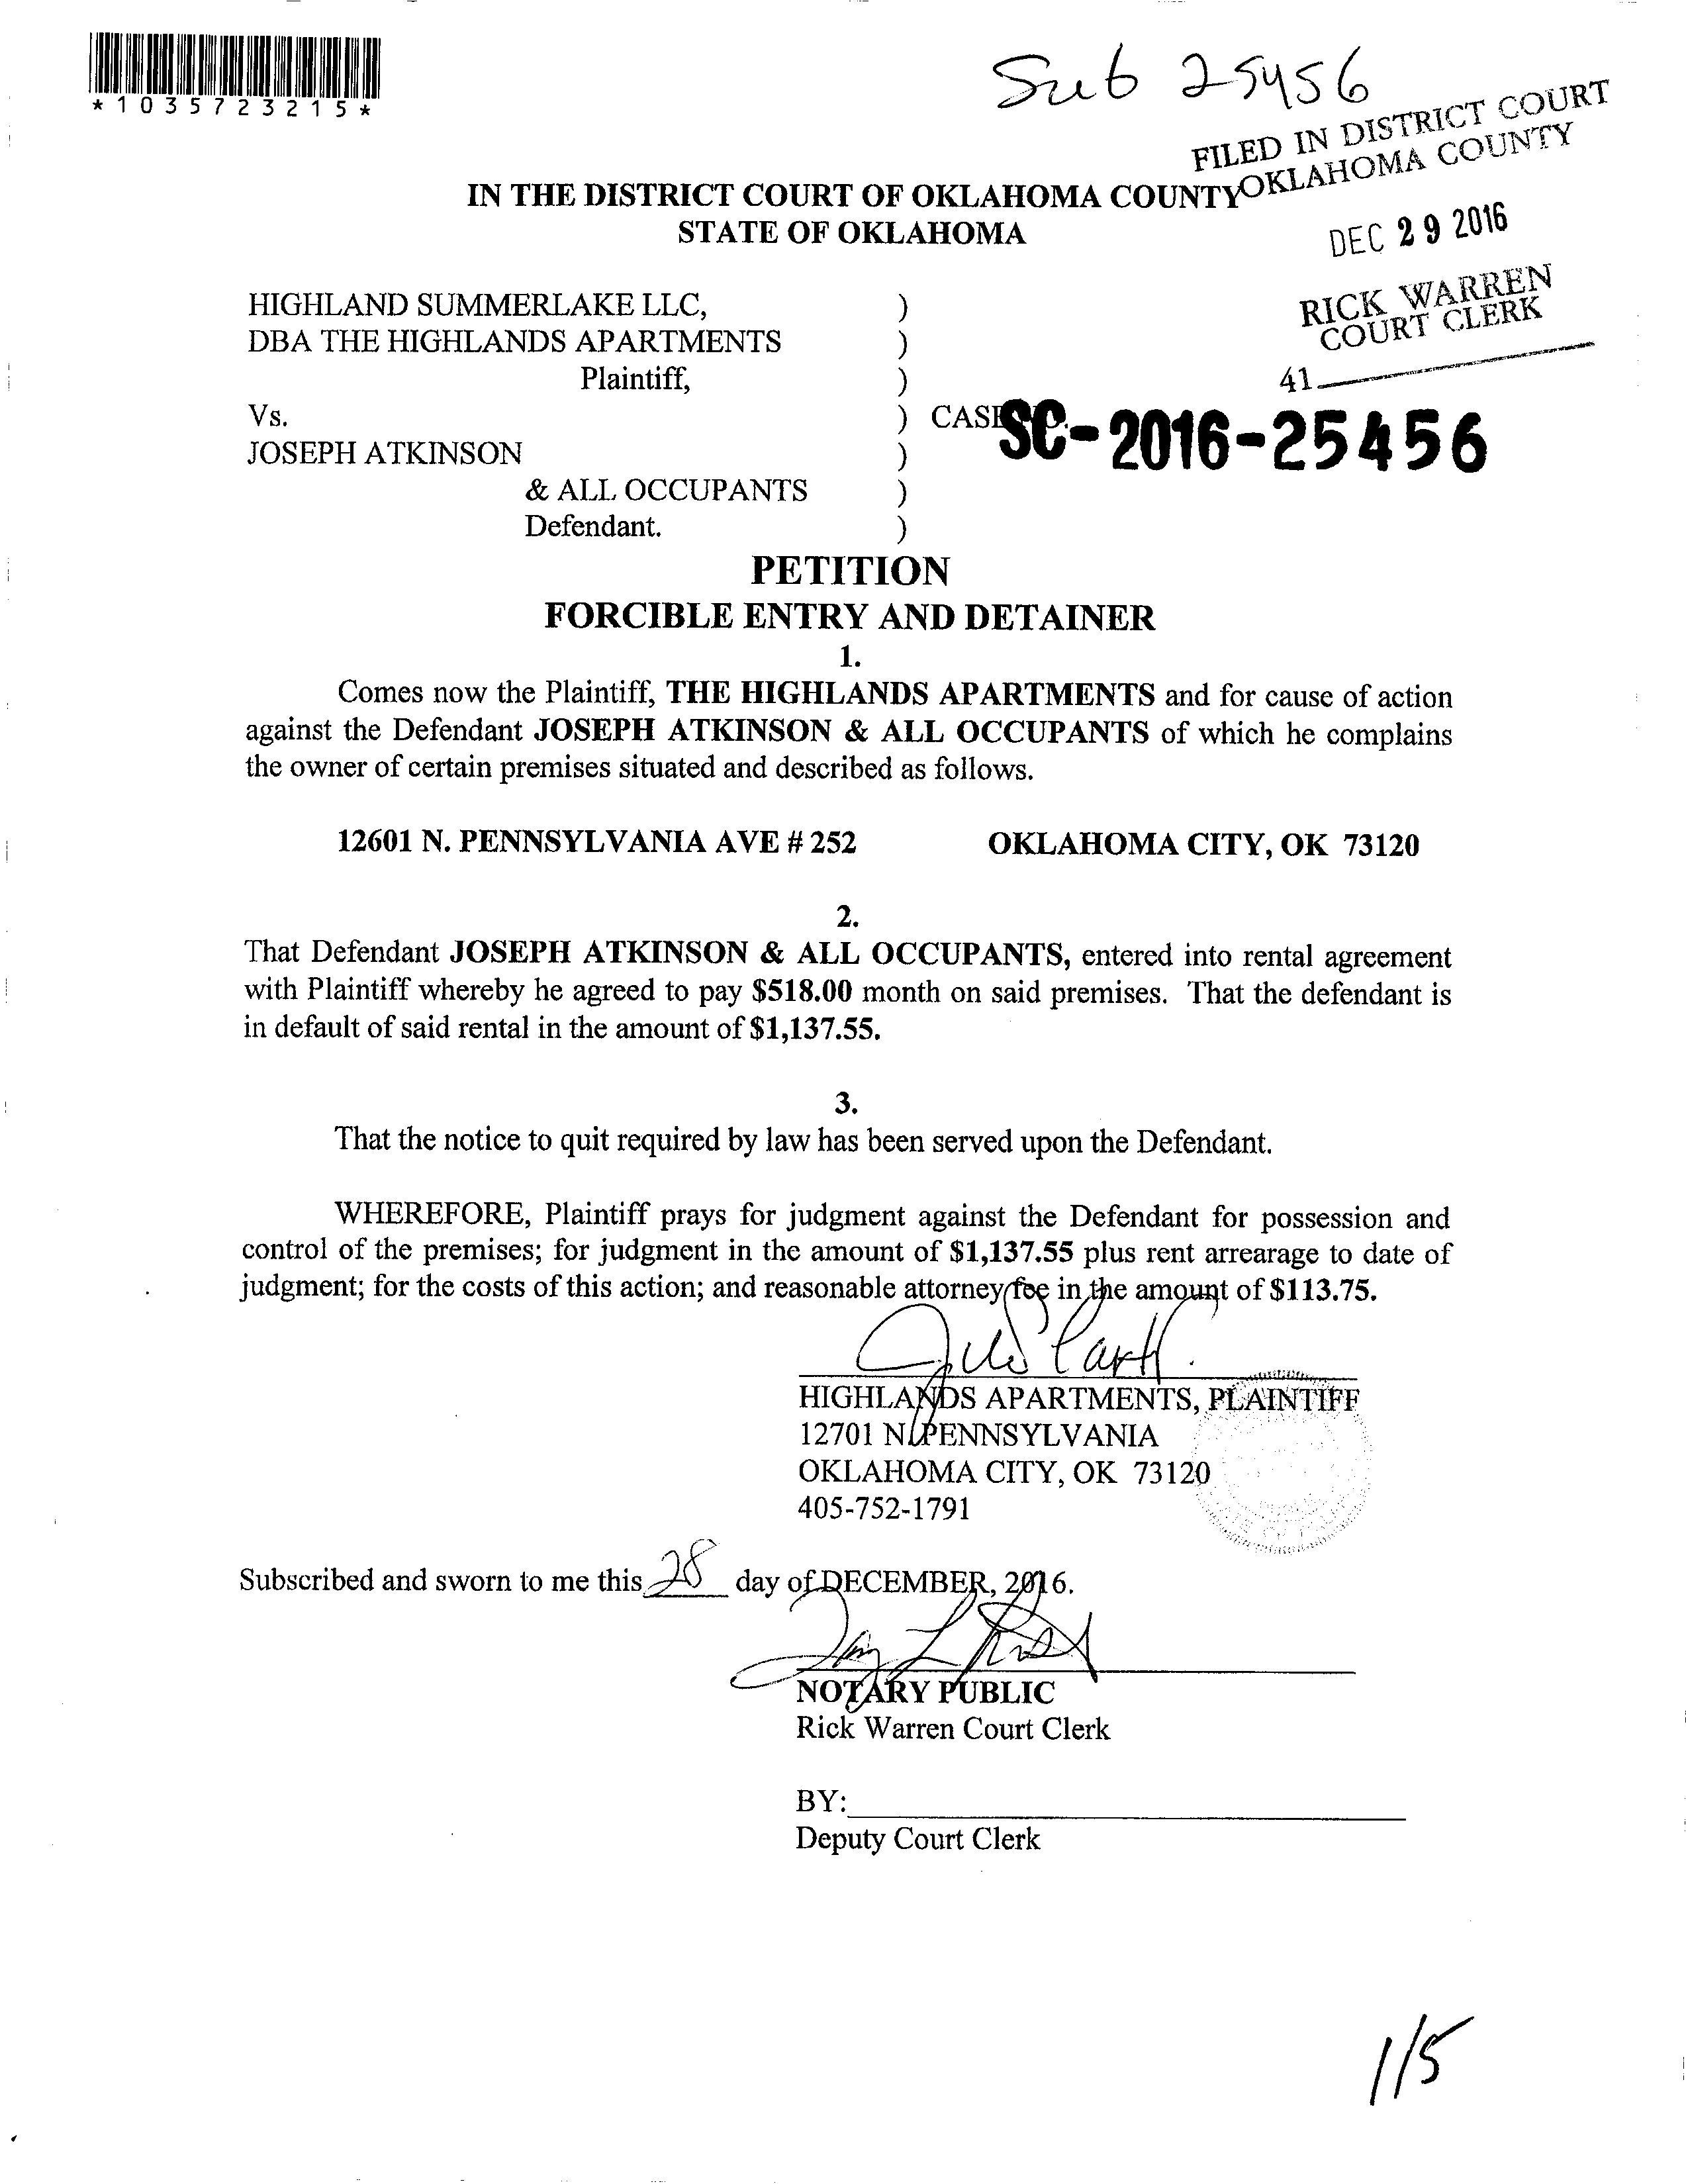 *1035723215*
Sub 25456
FILED IN DISTRICT COURT
OKLAHOMA COUNTY
IN THE DISTRICT COURT OF OKLAHOMA COUNTY
STATE OF OKLAHOMA
DEC 29 2016
RICK WARREN
COURT CLERK
41
HIGHLAND SUMMERLAKE LLC, )
DBA THE HIGHLANDS APARTMENTS )
Plaintiff, )
Vs. ) CASE NO.
SC-2016-25456
JOSEPH ATKINSON )
& ALL OCCUPANTS )
Defendant. )
PETITION
FORCIBLE ENTRY AND DETAINER
1.
Comes now the Plaintiff, THE HIGHLANDS APARTMENTS and for cause of action
against the Defendant JOSEPH ATKINSON & ALL OCCUPANTS of which he complains
the owner of certain premises situated and described as follows.
12601 N. PENNSYLVANIA AVE # 252 OKLAHOMA CITY, OK 73120
2.
That Defendant JOSEPH ATKINSON & ALL OCCUPANTS, entered into rental agreement
with Plaintiff whereby he agreed to pay $518.00 month on said premises. That the defendant is
in default of said rental in the amount of $1,137.55.
3.
That the notice to quit required by law has been served upon the Defendant.
WHEREFORE, Plaintiff prays for judgment against the Defendant for possession and
control of the premises; for judgment in the amount of $1,137.55 plus rent arrearage to date of
judgment; for the costs of this action; and reasonable attorney fee in the amount of $113.75.
HIGHLANDS APARTMENTS, PLAINTIFF
12701 N. PENNSYLVANIA
OKLAHOMA CITY, OK 73120
405-752-1791
Subscribed and sworn to me this 28 day of DECEMBER, 2016.
NOTARY PUBLIC
Rick Warren Court Clerk
BY:
Deputy Court Clerk
1/5